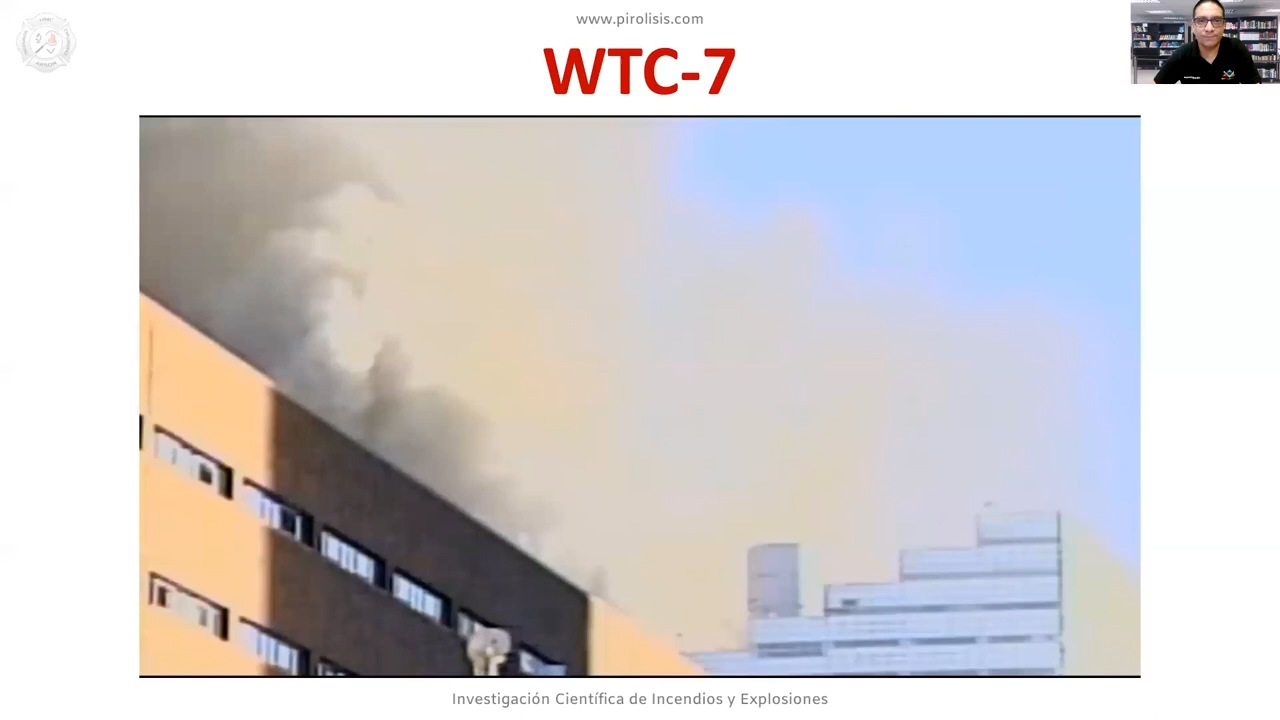 www.pirolisis.com
WTC-7
Investigación Científica de Incendios y Explosiones